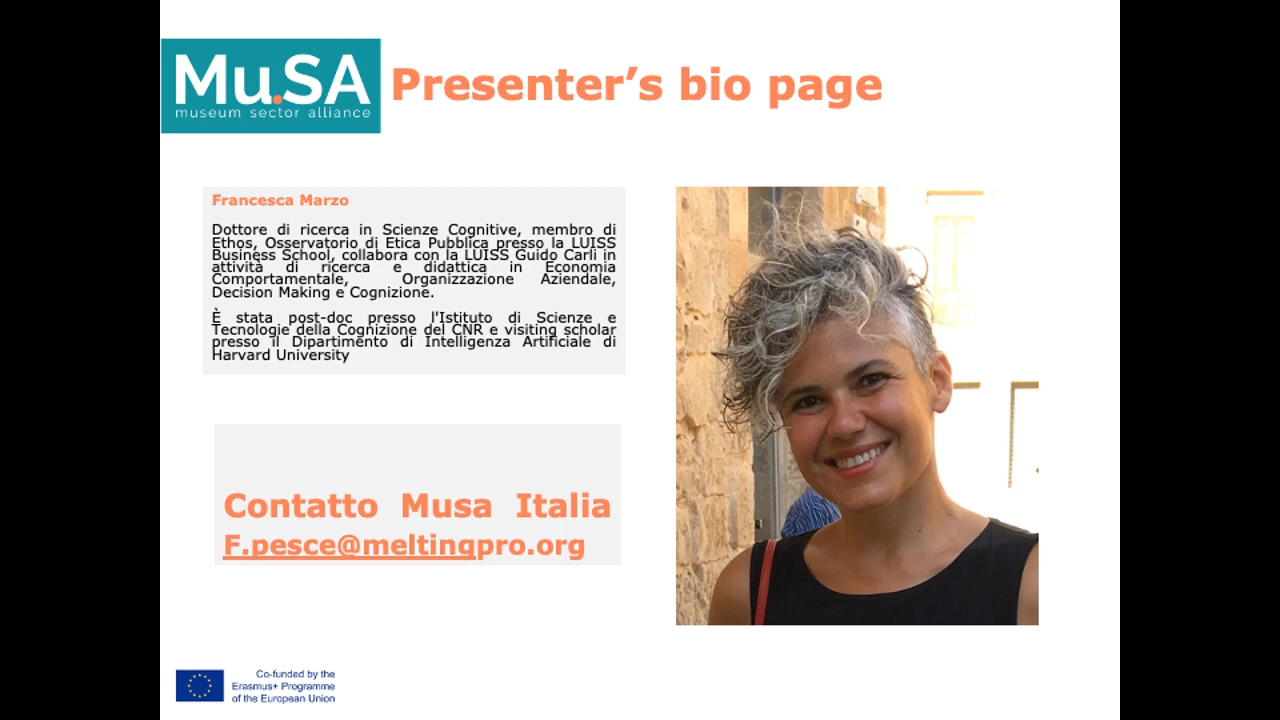 Mu.SA
museum sector alliance
Presenter’s bio page
Francesca Marzo
Dottore di ricerca in Scienze Cognitive, membro di
Ethos, Osservatorio di Etica Pubblica presso la LUISS
Business School, collabora con la LUISS Guido Carli in
attività di ricerca e didattica in Economia
Comportamentale, Organizzazione Aziendale,
Decision Making e Cognizione.
È stata post-doc presso l'Istituto di Scienze e
Tecnologie della Cognizione del CNR e visiting scholar
presso il Dipartimento di Intelligenza Artificiale di
Harvard University
Contatto Musa Italia
F.pesce@meltingpro.org
Co-funded by the
Erasmus+ Programme
of the European Union